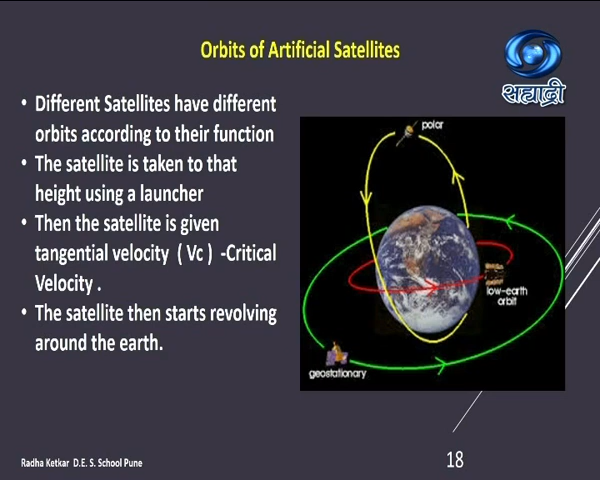 Orbits of Artificial Satellites
सह्याद्री
• Different Satellites have different
orbits according to their function
• The satellite is taken to that
height using a launcher
• Then the satellite is given
tangential velocity ( Vc ) -Critical
Velocity .
• The satellite then starts revolving
around the earth.
polar
low-earth
orbit
geostationary
Radha Ketkar D.E. S. School Pune
18